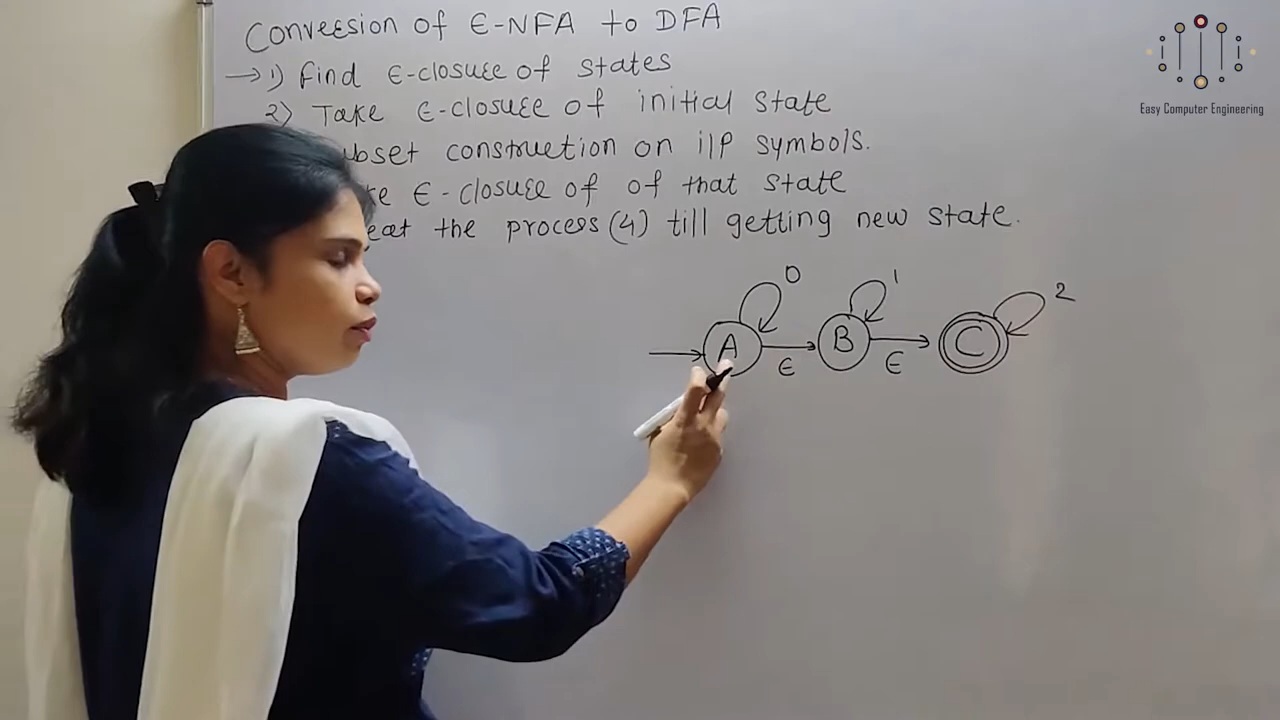 Conversion of Є-NFA to DFA
→ 1) Find Є-closure of states
2) Take Є-closure of initial state
construction on i/P symbols.
Є-closure of of that state
the process (4) till getting new state.
0 1 2
A B C
Є Є
Easy Computer Engineering